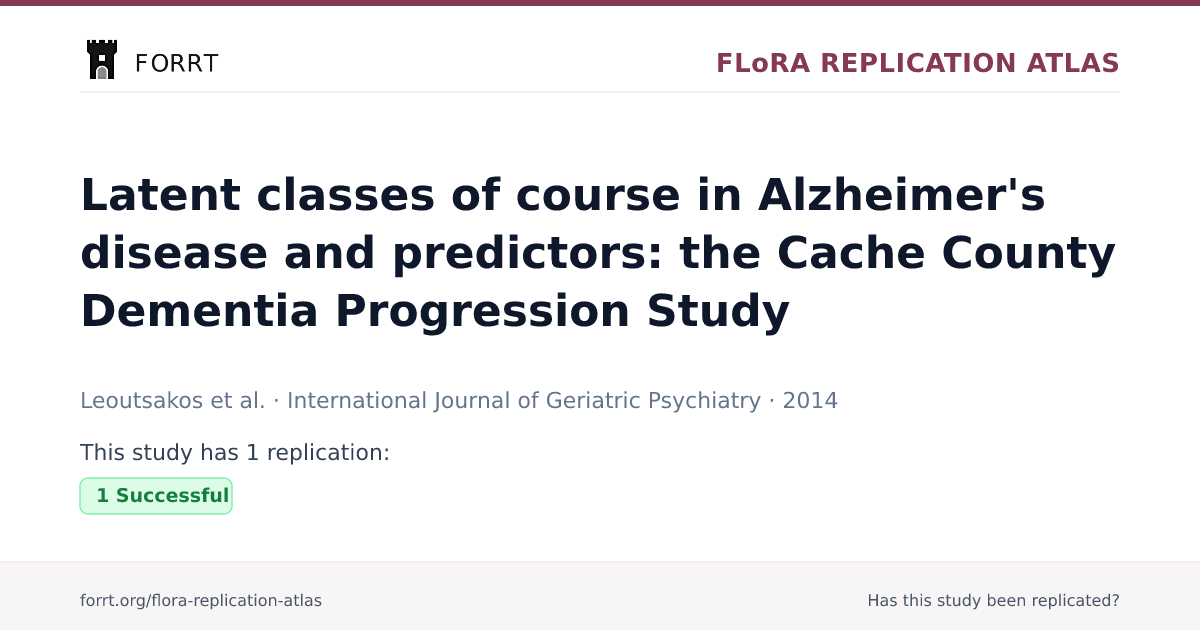 FORRT
FLoRA REPLICATION ATLAS
Latent classes of course in Alzheimer's
disease and predictors: the Cache County
Dementia Progression Study
Leoutsakos et al. · International Journal of Geriatric Psychiatry · 2014
This study has 1 replication:
1 Successful
forrt.org/flora-replication-atlas
Has this study been replicated?